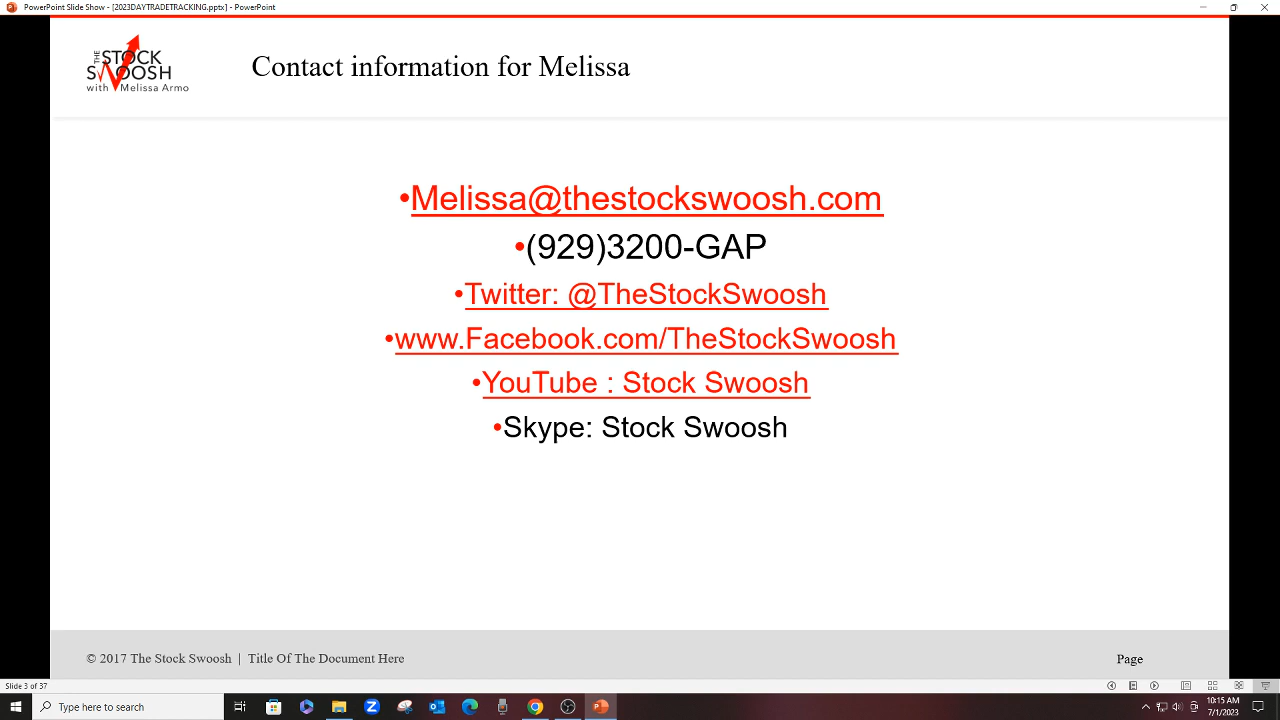 PowerPoint Slide Show - [2023DAYTRADETRACKING.pptx] - PowerPoint
THE STOCK
SWOOSH
with Melissa Armo
Contact information for Melissa
•Melissa@thestockswoosh.com
•(929)3200-GAP
•Twitter: @TheStockSwoosh
•www.Facebook.com/TheStockSwoosh
•YouTube : Stock Swoosh
•Skype: Stock Swoosh
© 2017 The Stock Swoosh | Title Of The Document Here
Page
Slide 3 of 37
Type here to search
10:15 AM
7/1/2023